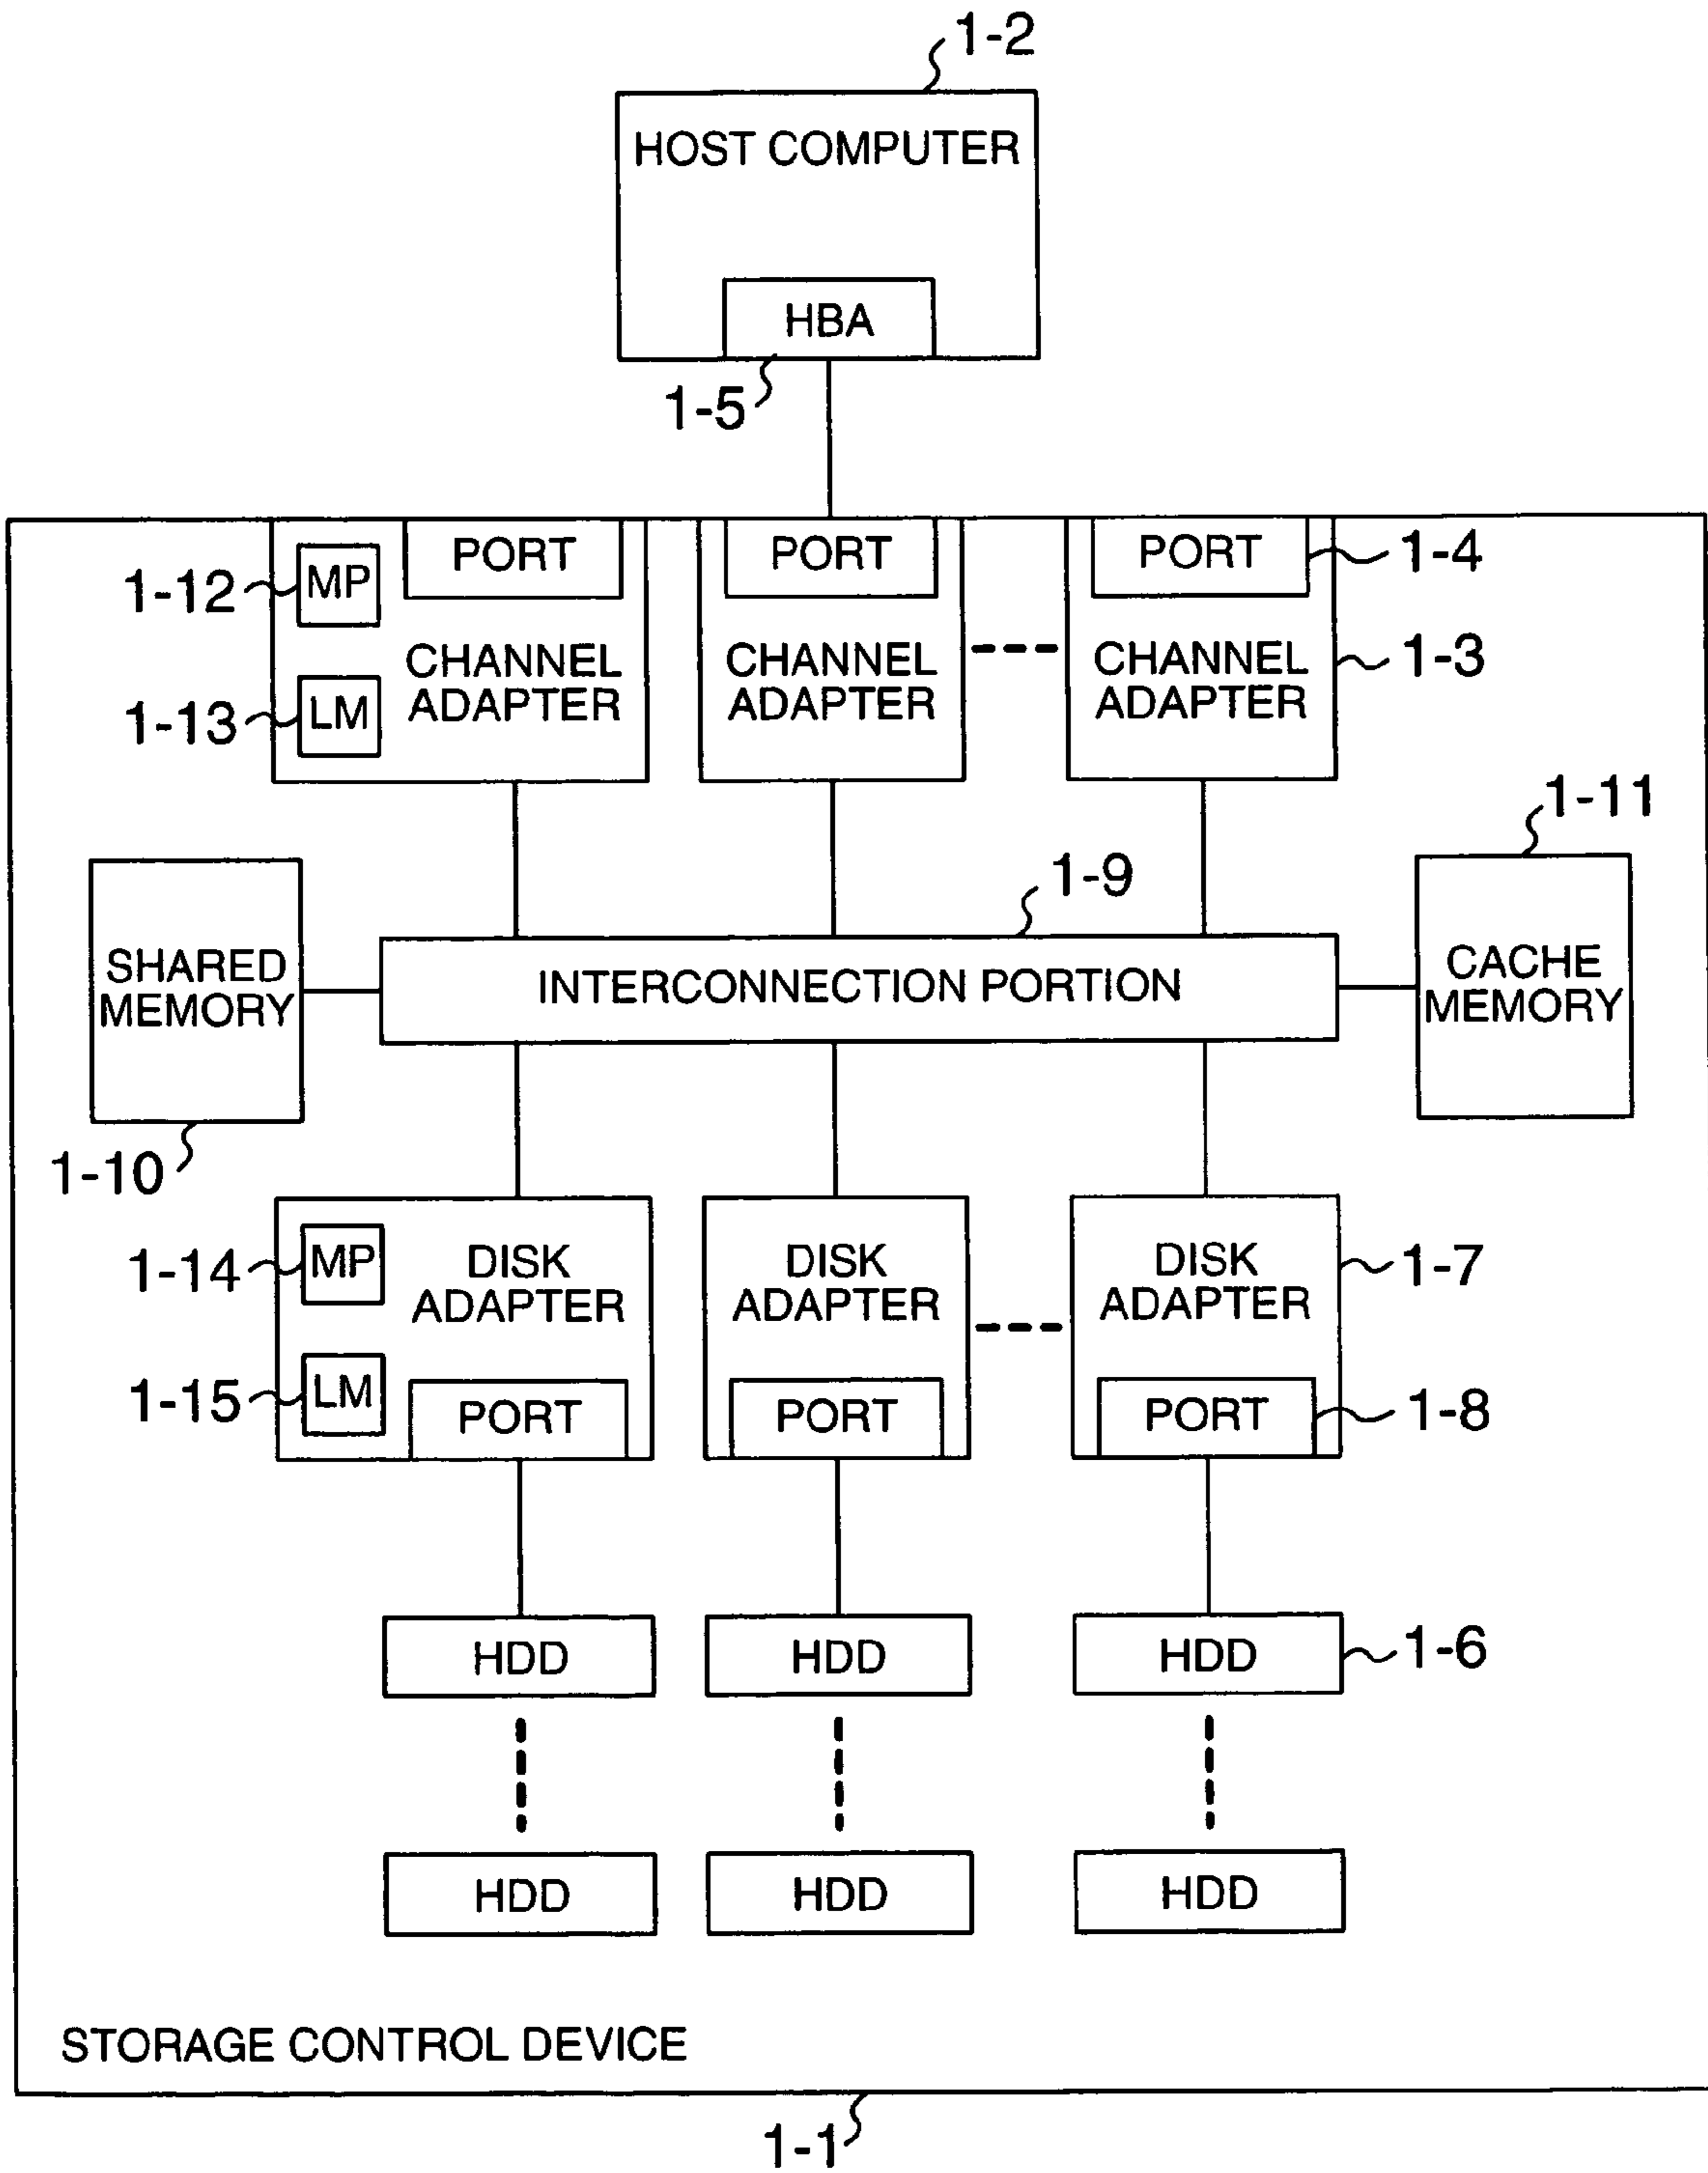 1-2
HOST COMPUTER
HBA
1-5
PORT PORT PORT 1-4
1-12 MP
CHANNEL ADAPTER CHANNEL ADAPTER CHANNEL ADAPTER 1-3
1-13 LM
1-11
1-9
SHARED MEMORY
INTERCONNECTION PORTION
CACHE MEMORY
1-10
1-14 MP
DISK ADAPTER DISK ADAPTER DISK ADAPTER 1-7
1-15 LM
PORT PORT PORT 1-8
HDD HDD HDD 1-6
HDD HDD HDD
STORAGE CONTROL DEVICE
1-1